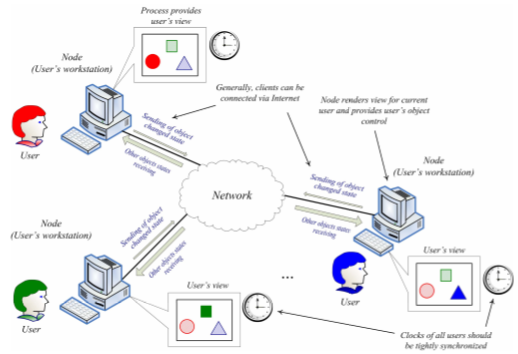 Process provides
user's view
Node
(User's workstation)
User
Generally, clients can be
connected via Internet
Node renders view for current
user and provides user's object
control
Sending of object
changed state
Other objects states
receiving
Network
Node
(User's workstation)
Sending of object
changed state
Other objects states
receiving
Node
(User's workstation)
Sending of object
changed state
Other objects states
receiving
...
User's view
User
User's view
User
Clocks of all users should
be tightly synchronized